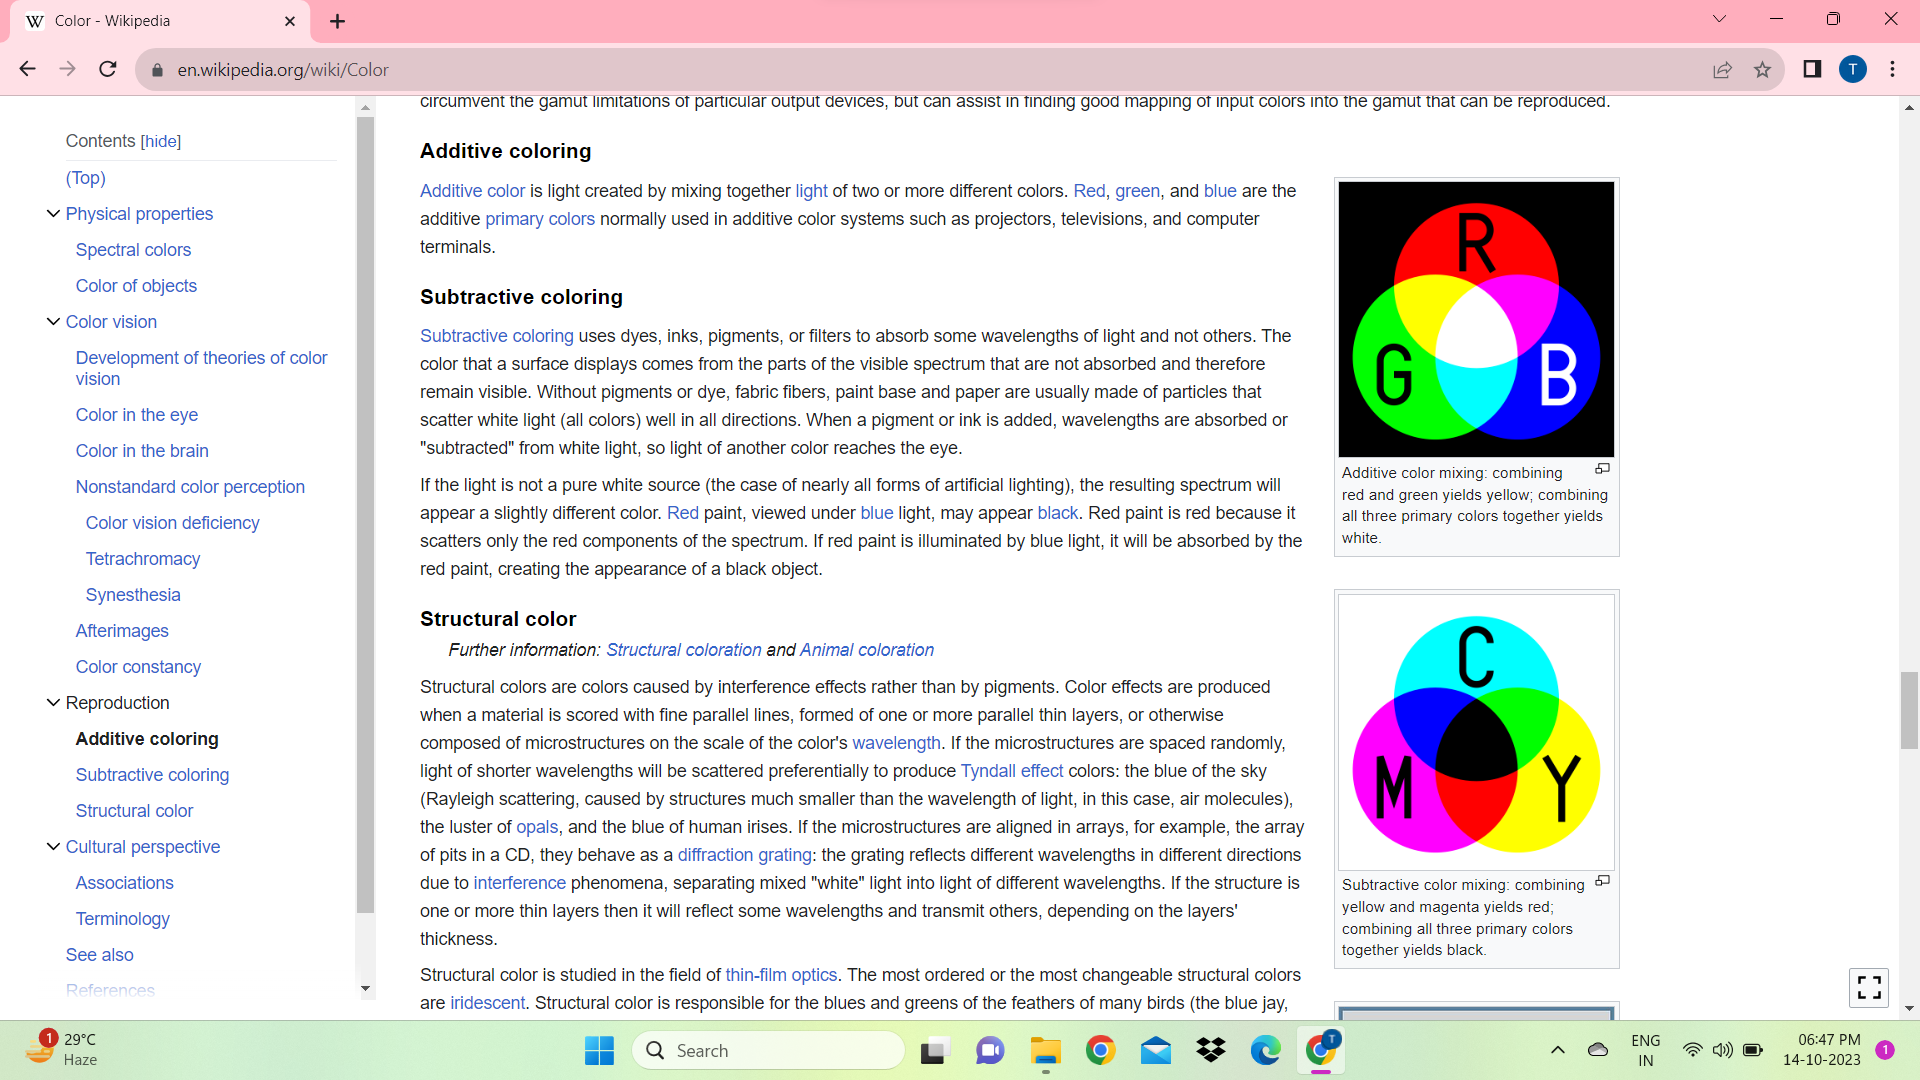 W Color - Wikipedia
en.wikipedia.org/wiki/Color
T
Contents [hide]
(Top)
Physical properties
Spectral colors
Color of objects
Color vision
Development of theories of color
vision
Color in the eye
Color in the brain
Nonstandard color perception
Color vision deficiency
Tetrachromacy
Synesthesia
Afterimages
Color constancy
Reproduction
Additive coloring
Subtractive coloring
Structural color
Cultural perspective
Associations
Terminology
See also
References
circumvent the gamut limitations of particular output devices, but can assist in finding good mapping of input colors into the gamut that can be reproduced.
Additive coloring
Additive color is light created by mixing together light of two or more different colors. Red, green, and blue are the
additive primary colors normally used in additive color systems such as projectors, televisions, and computer
terminals.
Subtractive coloring
Subtractive coloring uses dyes, inks, pigments, or filters to absorb some wavelengths of light and not others. The
color that a surface displays comes from the parts of the visible spectrum that are not absorbed and therefore
remain visible. Without pigments or dye, fabric fibers, paint base and paper are usually made of particles that
scatter white light (all colors) well in all directions. When a pigment or ink is added, wavelengths are absorbed or
"subtracted" from white light, so light of another color reaches the eye.
If the light is not a pure white source (the case of nearly all forms of artificial lighting), the resulting spectrum will
appear a slightly different color. Red paint, viewed under blue light, may appear black. Red paint is red because it
scatters only the red components of the spectrum. If red paint is illuminated by blue light, it will be absorbed by the
red paint, creating the appearance of a black object.
Structural color
Further information: Structural coloration and Animal coloration
Structural colors are colors caused by interference effects rather than by pigments. Color effects are produced
when a material is scored with fine parallel lines, formed of one or more parallel thin layers, or otherwise
composed of microstructures on the scale of the color's wavelength. If the microstructures are spaced randomly,
light of shorter wavelengths will be scattered preferentially to produce Tyndall effect colors: the blue of the sky
(Rayleigh scattering, caused by structures much smaller than the wavelength of light, in this case, air molecules),
the luster of opals, and the blue of human irises. If the microstructures are aligned in arrays, for example, the array
of pits in a CD, they behave as a diffraction grating: the grating reflects different wavelengths in different directions
due to interference phenomena, separating mixed "white" light into light of different wavelengths. If the structure is
one or more thin layers then it will reflect some wavelengths and transmit others, depending on the layers'
thickness.
Structural color is studied in the field of thin-film optics. The most ordered or the most changeable structural colors
are iridescent. Structural color is responsible for the blues and greens of the feathers of many birds (the blue jay,
R
G B
Additive color mixing: combining
red and green yields yellow; combining
all three primary colors together yields
white.
C
M Y
Subtractive color mixing: combining
yellow and magenta yields red;
combining all three primary colors
together yields black.
1
29°C
Haze
Search
T
ENG
IN
06:47 PM
14-10-2023
1